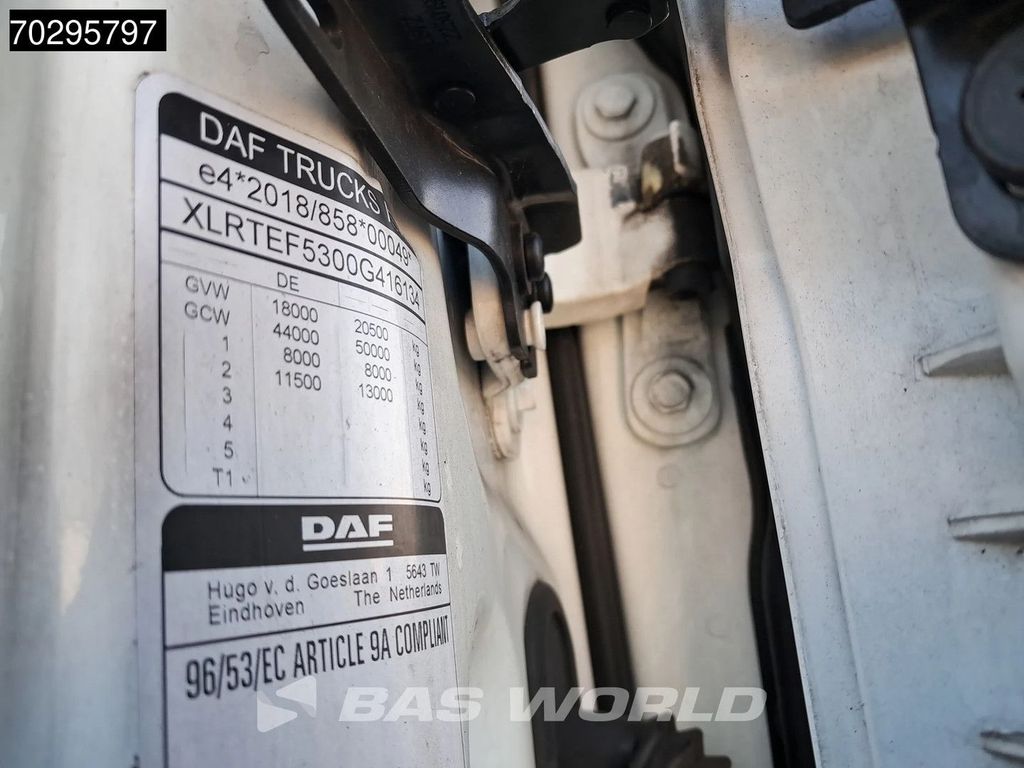 70295797
DAF TRUCKS
e4*2018/858*00049*
XLRTEF5300G416134
DE
GVW 18000 20500 kg
GCW 44000 50000 kg
1 8000 8000 kg
2 11500 13000 kg
3 kg
4 kg
5 kg
T1 kg
DAF
Hugo v. d. Goeslaan 1 5643 TW
Eindhoven The Netherlands
96/53/EC ARTICLE 9A COMPLIANT
BAS WORLD